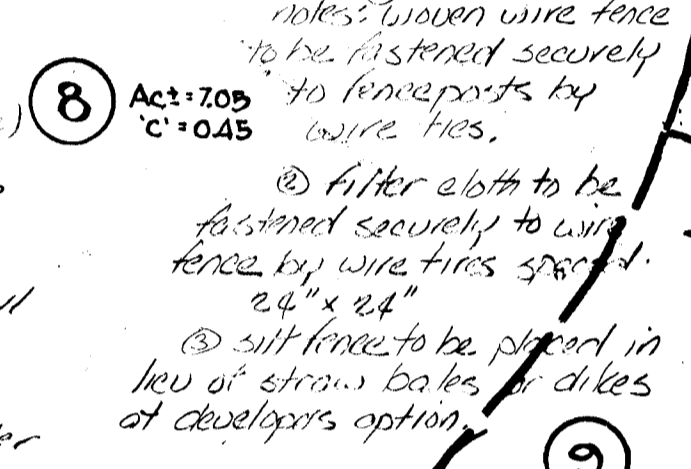 notes: Woven wire fence
to be fastened securely
8 Ac± = 7.05 to fenceposts by
'C' = 0.45 wire ties.
② filter cloth to be
fastened securely to wire
fence by wire tires spaced.
24" x 24"
③ silt fence to be placed in
lieu of straw bales or dikes
at developers option.
9